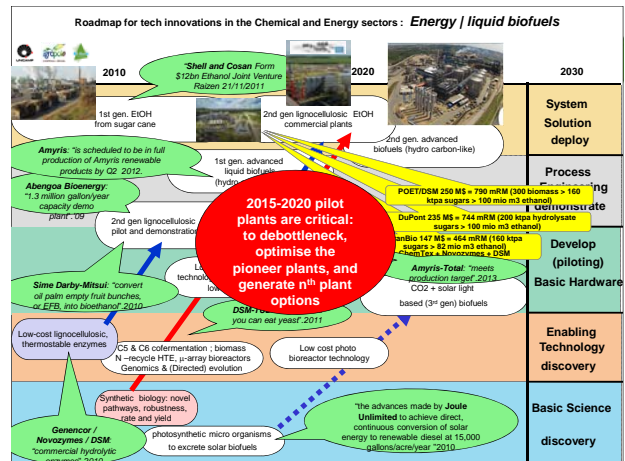 Roadmap for tech innovations in the Chemical and Energy sectors : Energy | liquid biofuels
UNICAMP
2010
2020
2030
"Shell and Cosan Form
$12bn Ethanol Joint Venture
Raizen 21/11/2011
1st gen. EtOH
from sugar cane
2nd gen lignocellulosic EtOH
commercial plants
2nd gen. advanced
biofuels (hydro carbon-like)
System
Solution
deploy
Amyris: "is scheduled to be in full
production of Amyris renewable
products by Q2 2012.
1st gen. advanced
liquid biofuels
(hydro
Process
demonstrate
Abengoa Bioenergy:
"1.3 million gallon/year
capacity demo
plant".'09
2nd gen lignocellulosic
pilot and demonstration
2015-2020 pilot
plants are critical:
to debottleneck,
optimise the
pioneer plants, and
generate nth plant
options
POET/DSM 250 M$ = 790 mRM (300 biomass > 160
kpta sugars > 100 mio m3 ethanol)
DuPont 235 M$ = 744 mRM (200 kpta hydrolysate
sugars > 100 mio m3 ethanol)
anBio 147 M$ = 464 mRM (160 kpta
sugars > 82 mio m3 ethanol)
ChemTex + Novozymes + DSM
Develop
(piloting)
Basic Hardware
Amyris-Total: "meets
production target".2013
CO2 + solar light
based (3rd gen) biofuels
Sime Darby-Mitsui: "convert
oil palm empty fruit bunches,
or EFB, into bioethanol".2010
technolog
low
you can eat yeast".2011
Low-cost lignocellulosic,
thermostable enzymes
C5 & C6 cofermentation ; biomass
N –recycle HTE, μ-array bioreactors
Genomics & (Directed) evolution
Low cost photo
bioreactor technology
Enabling
Technology
discovery
Synthetic biology: novel
pathways, robustness,
rate and yield
Genencor /
Novozymes / DSM:
"commercial hydrolytic
enzymes" 2010
photosynthetic micro organisms
to excrete solar biofuels
"the advances made by Joule
Unlimited to achieve direct,
continuous conversion of solar
energy to renewable diesel at 15,000
gallons/acre/year "2010
Basic Science
discovery